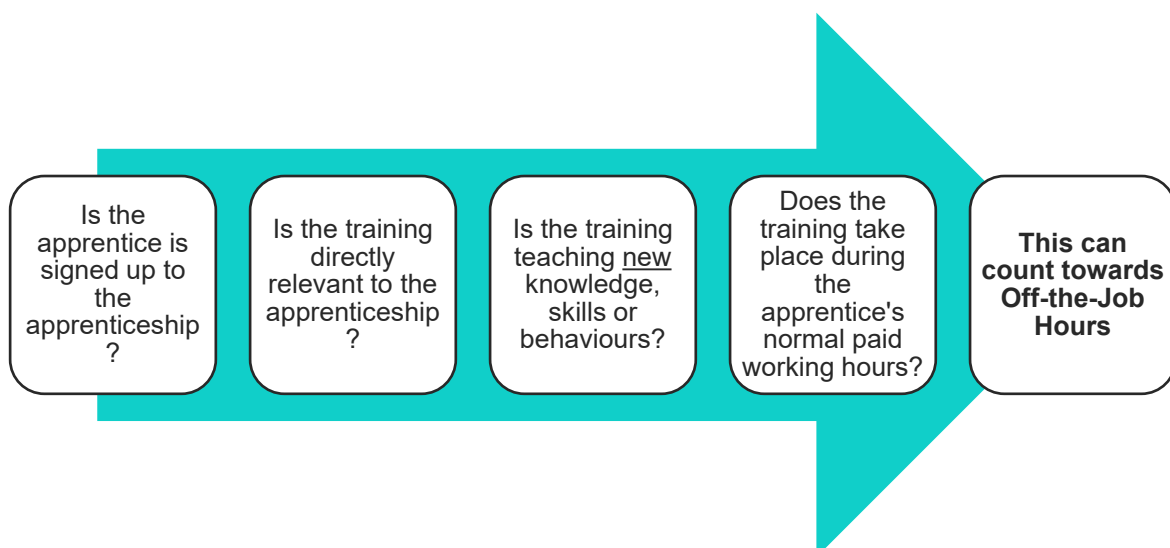 Is the
apprentice is
signed up to
the
apprenticeship
?
Is the training
directly
relevant to the
apprenticeship
?
Is the training
teaching new
knowledge,
skills or
behaviours?
Does the
training take
place during
the
apprentice's
normal paid
working hours?
This can
count towards
Off-the-Job
Hours